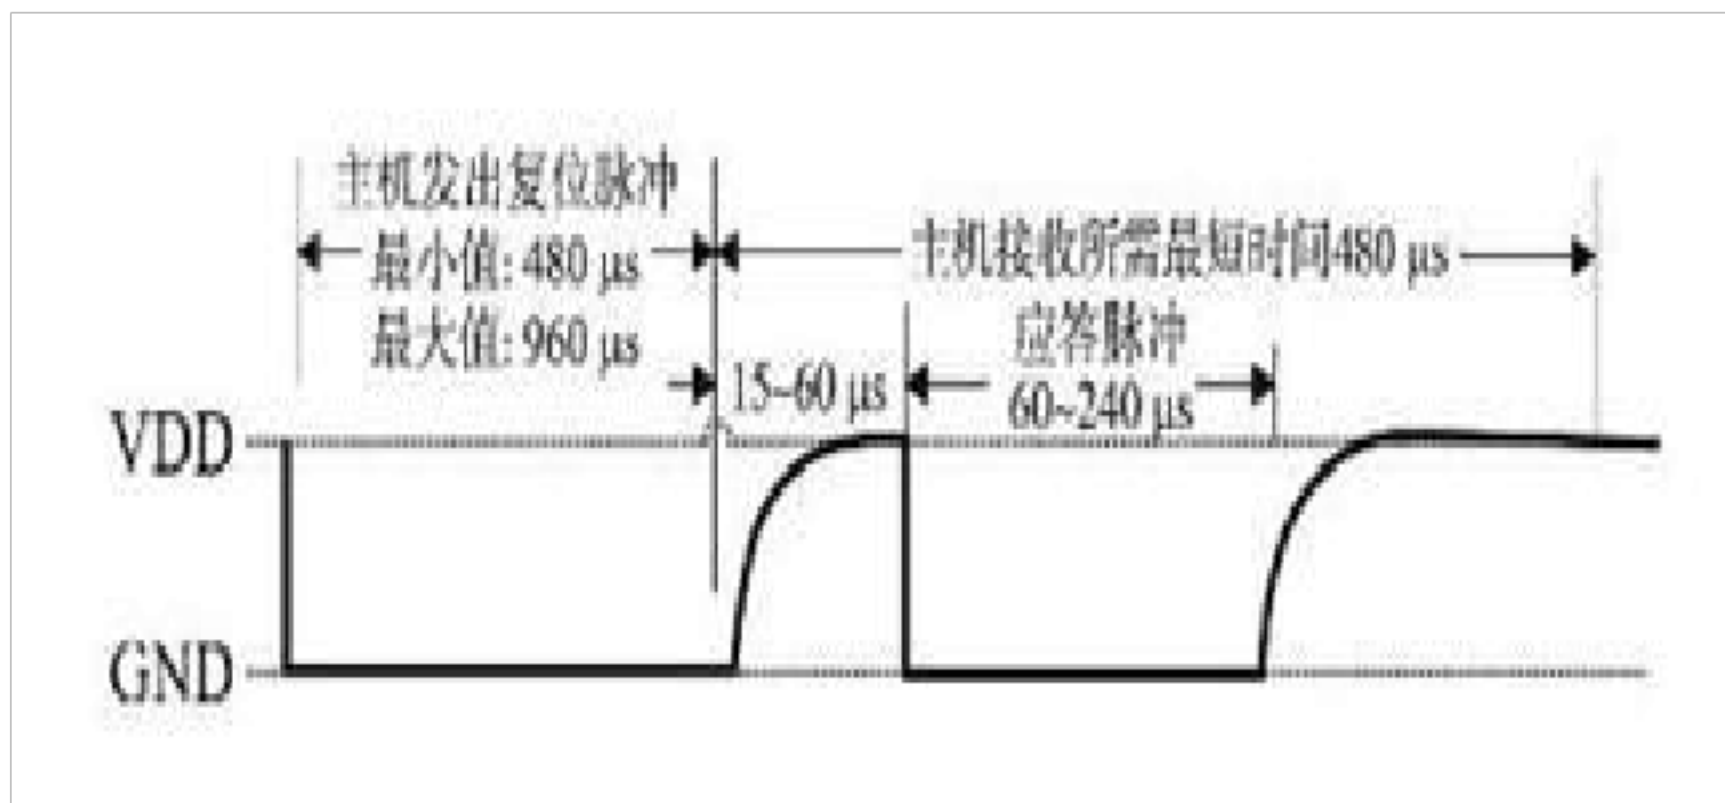 主机发出复位脉冲
最小值: 480 μs
最大值: 960 μs
主机接收所需最短时间480 μs
15~60 μs
应答脉冲
60~240 μs
VDD
GND